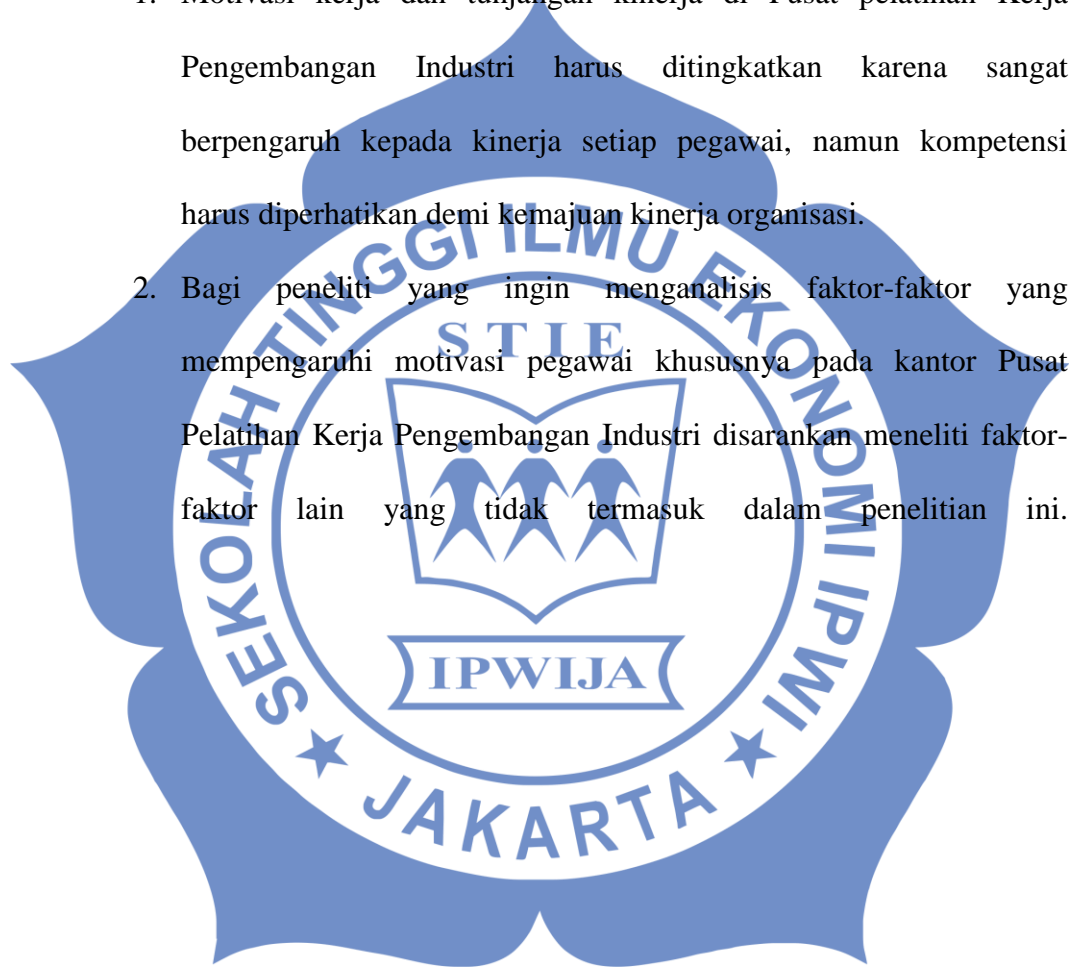 1. Motivasi kerja dan tunjangan kinerja di Pusat pelatihan Kerja
Pengembangan Industri harus ditingkatkan karena sangat
berpengaruh kepada kinerja setiap pegawai, namun kompetensi
harus diperhatikan demi kemajuan kinerja organisasi.
2. Bagi peneliti yang ingin menganalisis faktor-faktor yang
mempengaruhi motivasi pegawai khususnya pada kantor Pusat
Pelatihan Kerja Pengembangan Industri disarankan meneliti faktor-
faktor lain yang tidak termasuk dalam penelitian ini.
SEKOLAH TINGGI ILMU EKONOMI IPWI
STIE
IPWIJA
★ JAKARTA ★